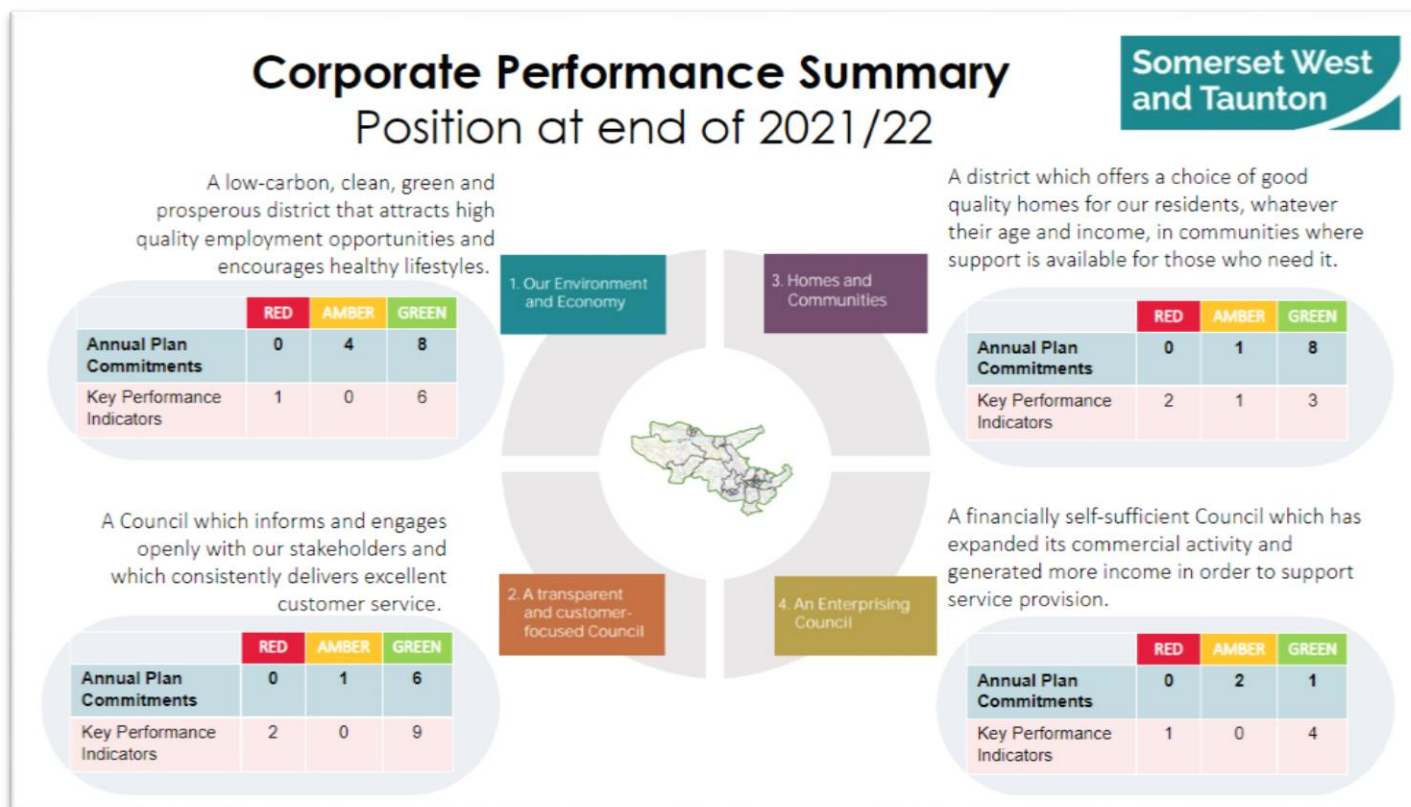 Corporate Performance Summary
Position at end of 2021/22
Somerset West
and Taunton
A low-carbon, clean, green and
prosperous district that attracts high
quality employment opportunities and
encourages healthy lifestyles.
1. Our Environment
and Economy
RED AMBER GREEN
Annual Plan
Commitments
0 4 8
Key Performance
Indicators
1 0 6
A district which offers a choice of good
quality homes for our residents, whatever
their age and income, in communities where
support is available for those who need it.
3. Homes and
Communities
RED AMBER GREEN
Annual Plan
Commitments
0 1 8
Key Performance
Indicators
2 1 3
A Council which informs and engages
openly with our stakeholders and
which consistently delivers excellent
customer service.
2. A transparent
and customer-
focused Council
RED AMBER GREEN
Annual Plan
Commitments
0 1 6
Key Performance
Indicators
2 0 9
A financially self-sufficient Council which has
expanded its commercial activity and
generated more income in order to support
service provision.
4. An Enterprising
Council
RED AMBER GREEN
Annual Plan
Commitments
0 2 1
Key Performance
Indicators
1 0 4